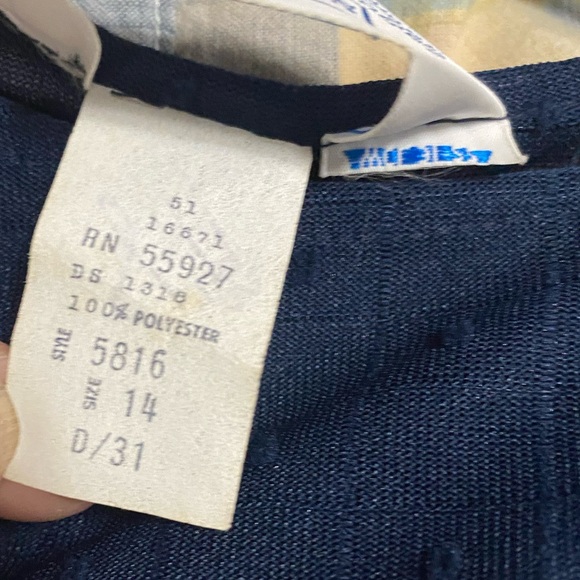 51
16671
RN 55927
DS 1318
100% POLYESTER
STYLE 5816
SIZE 14
D/31